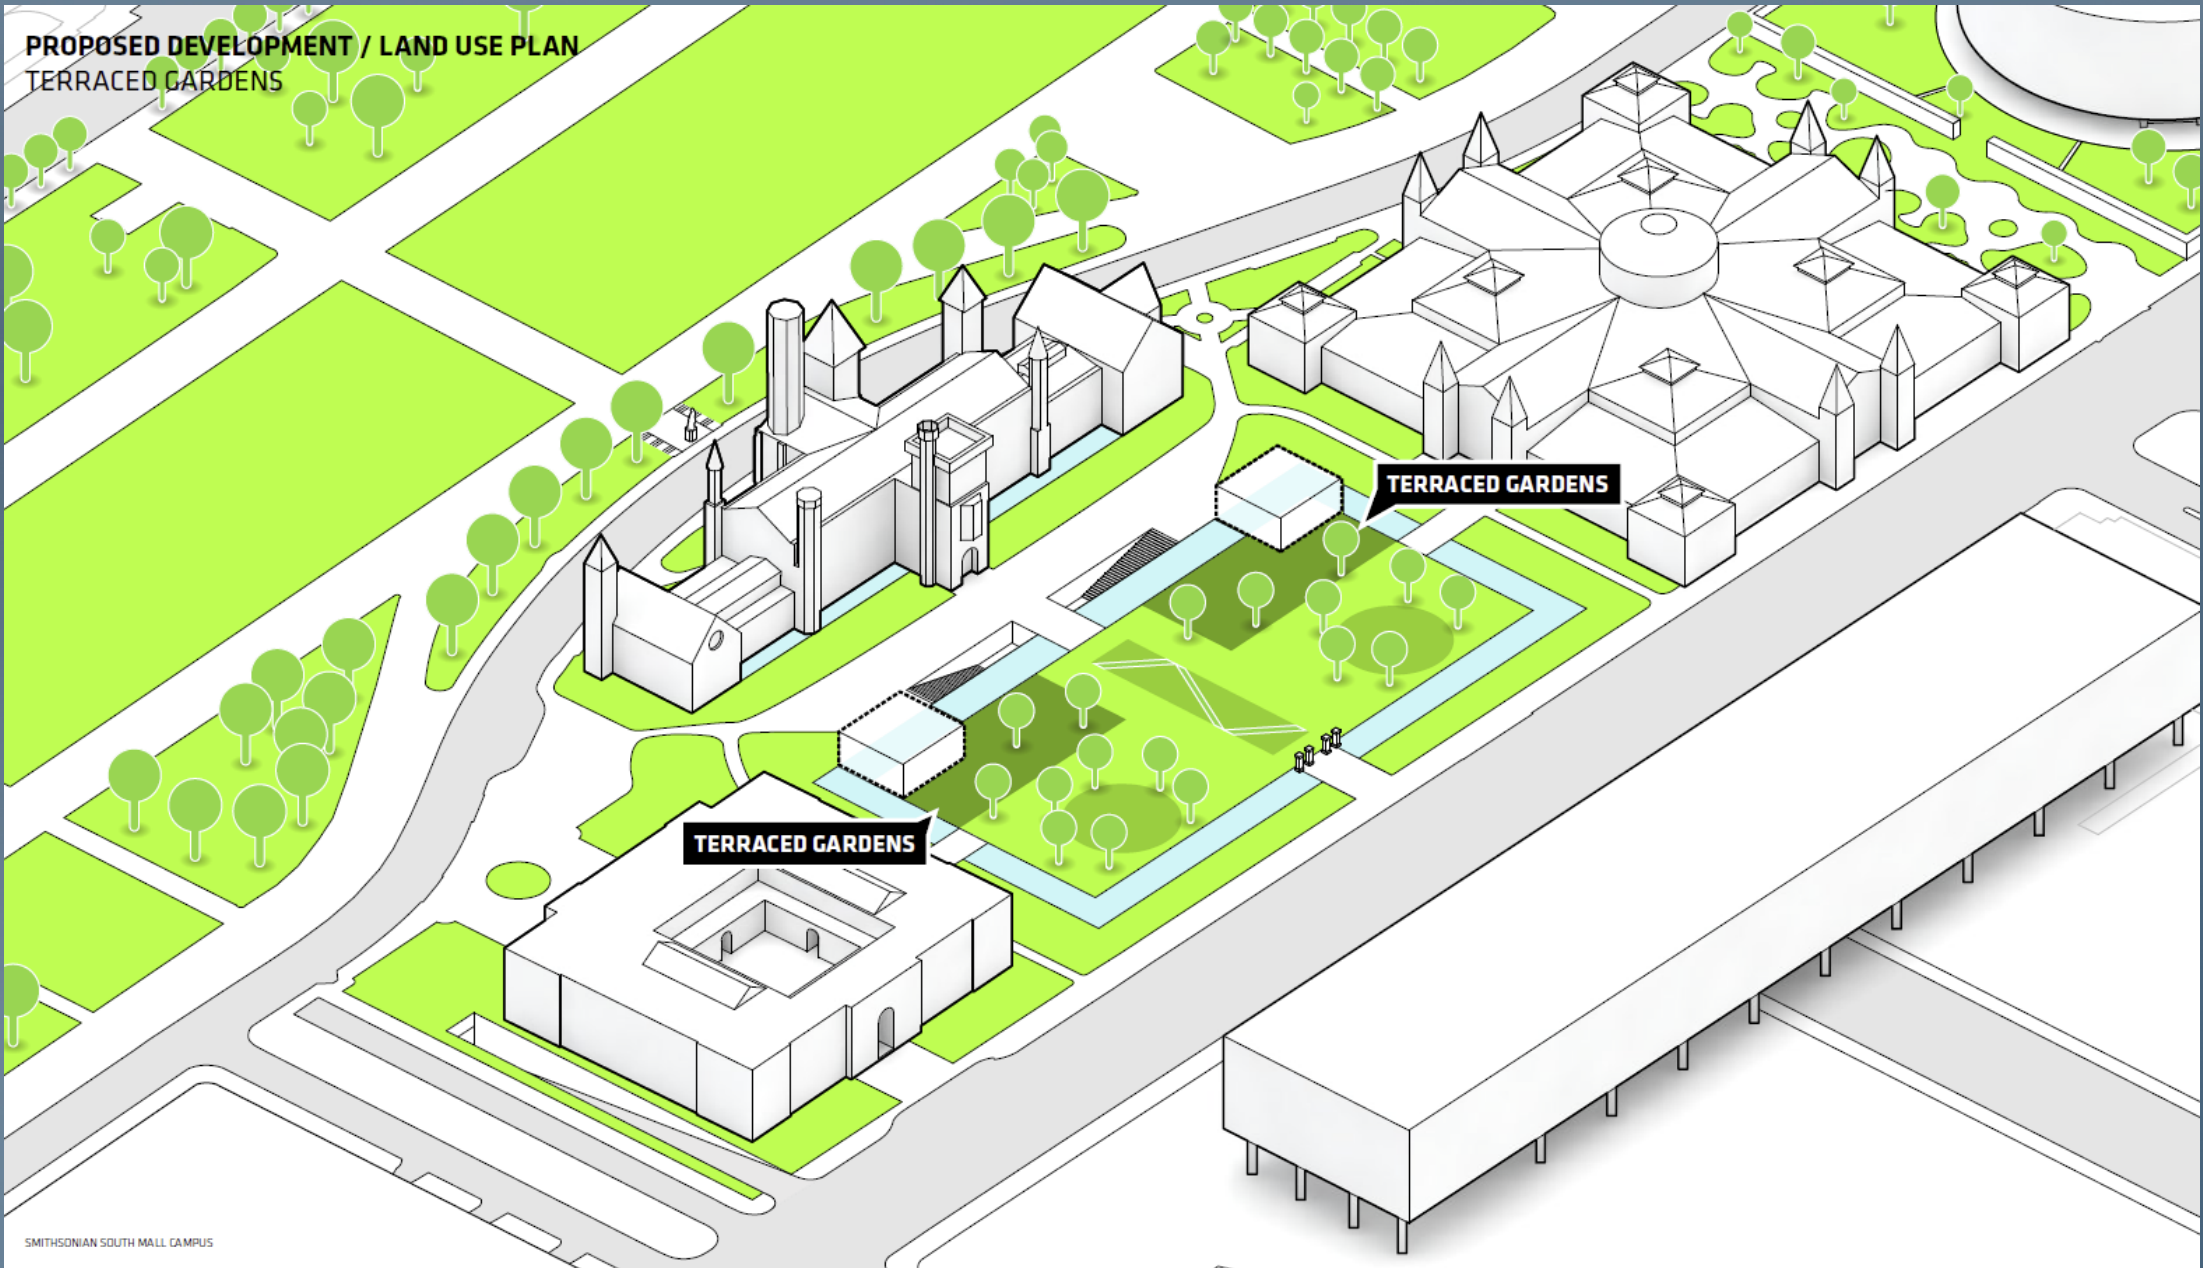 PROPOSED DEVELOPMENT / LAND USE PLAN
TERRACED GARDENS
TERRACED GARDENS
TERRACED GARDENS
SMITHSONIAN SOUTH MALL CAMPUS